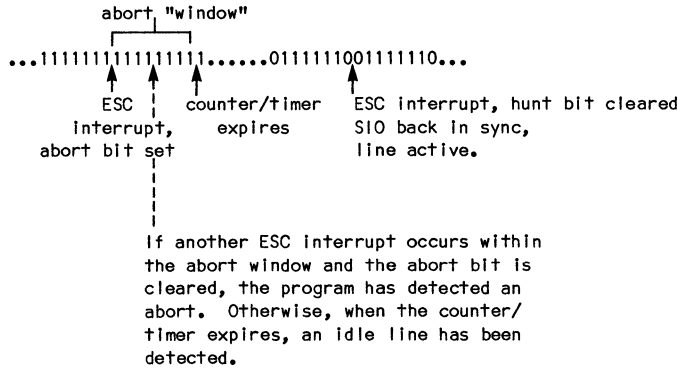 abort "window"
...11111111111111111......0111111001111110...
ESC interrupt, abort bit set
counter/timer expires
ESC interrupt, hunt bit cleared
SIO back in sync,
line active.
If another ESC interrupt occurs within
the abort window and the abort bit is
cleared, the program has detected an
abort. Otherwise, when the counter/
timer expires, an idle line has been
detected.